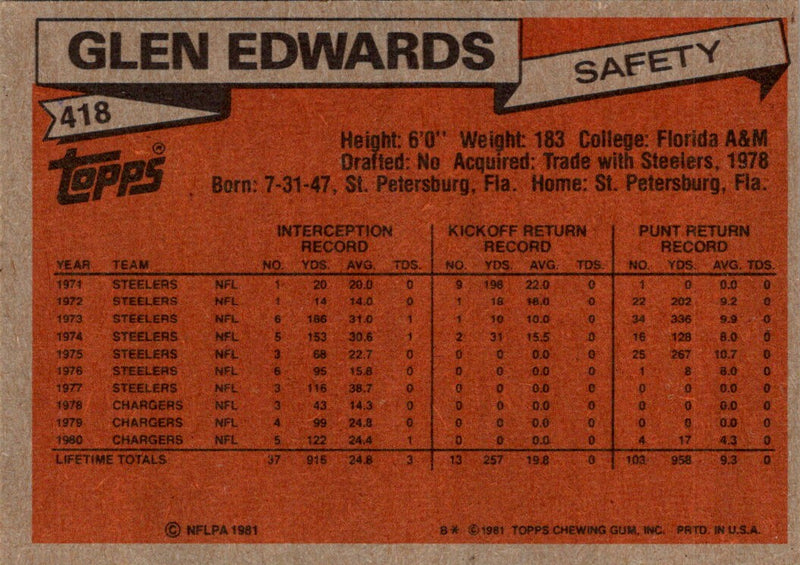 GLEN EDWARDS
SAFETY
418
TOPPS®
Height: 6'0" Weight: 183 College: Florida A&M
Drafted: No Acquired: Trade with Steelers, 1978
Born: 7-31-47, St. Petersburg, Fla. Home: St. Petersburg, Fla.
INTERCEPTION RECORD KICKOFF RETURN RECORD PUNT RETURN RECORD
YEAR TEAM NO. YDS. AVG. TDS. NO. YDS. AVG. TDS. NO. YDS. AVG. TDS.
1971 STEELERS NFL 1 20 20.0 0 9 198 22.0 0 1 0 0.0 0
1972 STEELERS NFL 1 14 14.0 0 1 18 18.0 0 22 202 9.2 0
1973 STEELERS NFL 6 186 31.0 1 1 10 10.0 0 34 336 9.9 0
1974 STEELERS NFL 5 153 30.6 1 2 31 15.5 0 16 128 8.0 0
1975 STEELERS NFL 3 68 22.7 0 0 0 0.0 0 25 267 10.7 0
1976 STEELERS NFL 6 95 15.8 0 0 0 0.0 0 1 8 8.0 0
1977 STEELERS NFL 3 116 38.7 0 0 0 0.0 0 0 0 0.0 0
1978 CHARGERS NFL 3 43 14.3 0 0 0 0.0 0 0 0 0.0 0
1979 CHARGERS NFL 4 99 24.8 0 0 0 0.0 0 0 0 0.0 0
1980 CHARGERS NFL 5 122 24.4 1 0 0 0.0 0 4 17 4.3 0
LIFETIME TOTALS 37 916 24.8 3 13 257 19.8 0 103 958 9.3 0
© NFLPA 1981 B* © 1981 TOPPS CHEWING GUM, INC. PRTD. IN U.S.A.